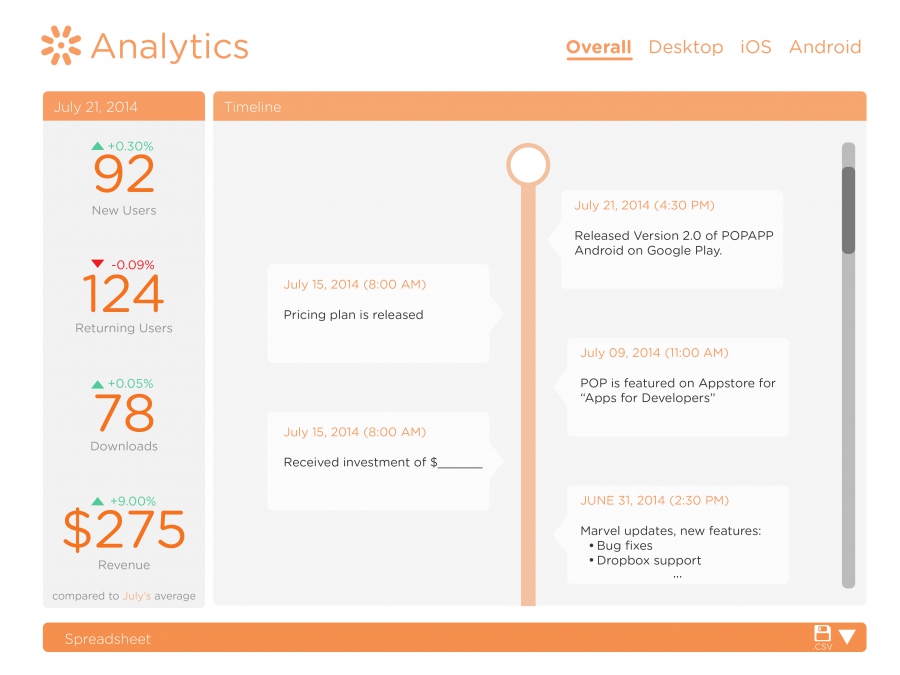 Analytics
Overall Desktop iOS Android
July 21, 2014
+0.30%
92
New Users
-0.09%
124
Returning Users
+0.05%
78
Downloads
+9.00%
$275
Revenue
compared to July's average
Timeline
July 21, 2014 (4:30 PM)
Released Version 2.0 of POPAPP
Android on Google Play.
July 15, 2014 (8:00 AM)
Pricing plan is released
July 09, 2014 (11:00 AM)
POP is featured on Appstore for
“Apps for Developers”
July 15, 2014 (8:00 AM)
Received investment of $______
JUNE 31, 2014 (2:30 PM)
Marvel updates, new features:
• Bug fixes
• Dropbox support
...
Spreadsheet
.CSV